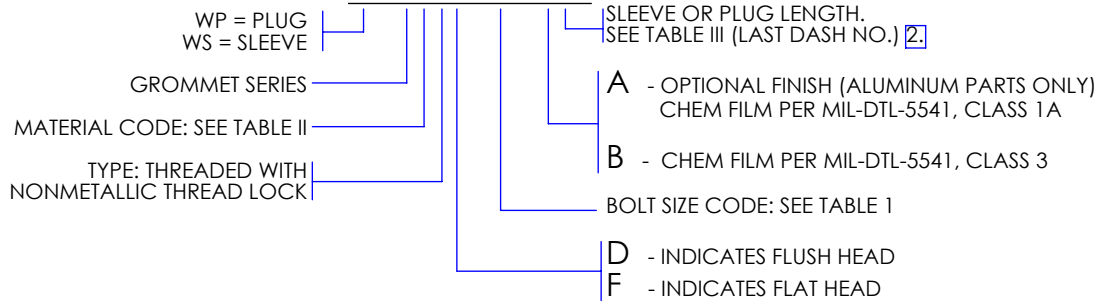 WP = PLUG
WS = SLEEVE
GROMMET SERIES
MATERIAL CODE: SEE TABLE II
TYPE: THREADED WITH
NONMETALLIC THREAD LOCK
SLEEVE OR PLUG LENGTH.
SEE TABLE III (LAST DASH NO.) 2.
A - OPTIONAL FINISH (ALUMINUM PARTS ONLY)
CHEM FILM PER MIL-DTL-5541, CLASS 1A
B - CHEM FILM PER MIL-DTL-5541, CLASS 3
BOLT SIZE CODE: SEE TABLE 1
D - INDICATES FLUSH HEAD
F - INDICATES FLAT HEAD